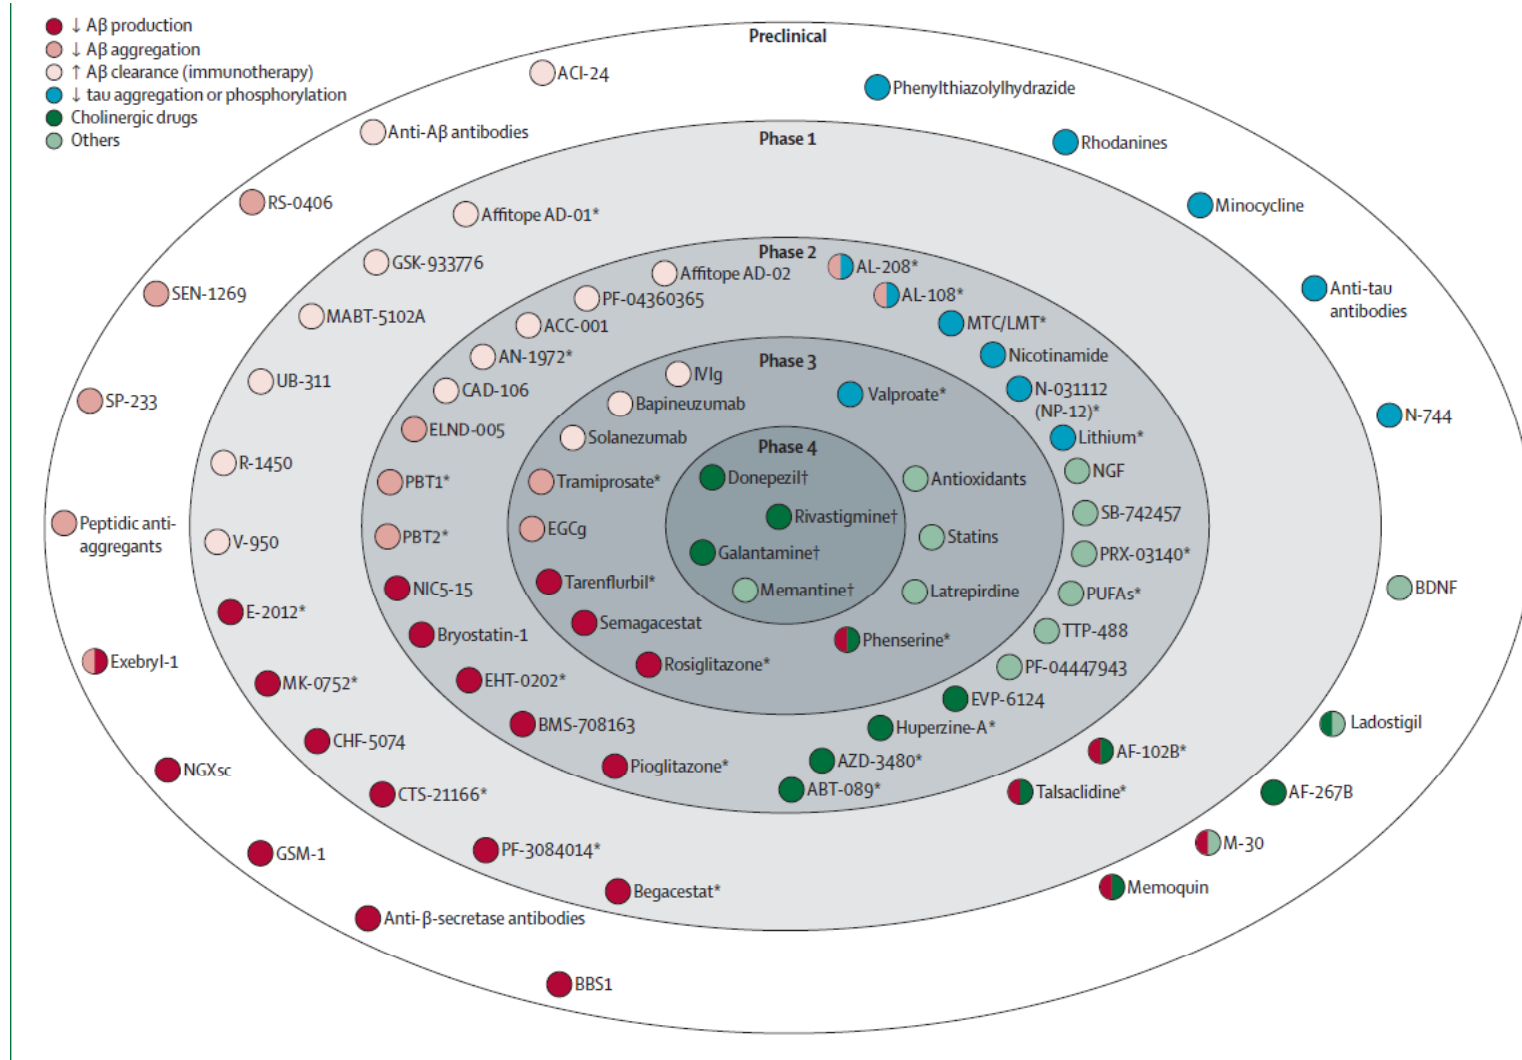 ↓ Aβ production
↓ Aβ aggregation
↑ Aβ clearance (immunotherapy)
↓ tau aggregation or phosphorylation
Cholinergic drugs
Others
Preclinical
ACI-24
Phenylthiazolylhydrazide
Anti-Aβ antibodies
Rhodanines
RS-0406
Minocycline
SEN-1269
Anti-tau
antibodies
SP-233
N-744
Peptidic anti-
aggregants
BDNF
Exebryl-1
Ladostigil
NGXsc
AF-267B
GSM-1
M-30
Memoquin
Anti-β-secretase antibodies
BBS1
Phase 1
Affitope AD-01*
GSK-933776
MABT-5102A
UB-311
R-1450
V-950
E-2012*
MK-0752*
CHF-5074
CTS-21166*
PF-3084014*
Begacestat*
AF-102B*
Talsaclidine*
Phase 2
Affitope AD-02
AL-208*
PF-04360365
AL-108*
ACC-001
MTC/LMT*
AN-1972*
Nicotinamide
CAD-106
N-031112
(NP-12)*
ELND-005
Lithium*
PBT1*
NGF
SB-742457
PBT2*
PRX-03140*
NIC5-15
PUFAs*
Bryostatin-1
TTP-488
EHT-0202*
PF-04447943
BMS-708163
EVP-6124
Huperzine-A*
Pioglitazone*
AZD-3480*
ABT-089*
Phase 3
IVIg
Valproate*
Bapineuzumab
Solanezumab
Tramiprosate*
Antioxidants
EGCg
Statins
Tarenflurbil*
Latrepirdine
Semagacestat
Phenserine*
Rosiglitazone*
Phase 4
Donepezil†
Rivastigmine†
Galantamine†
Memantine†